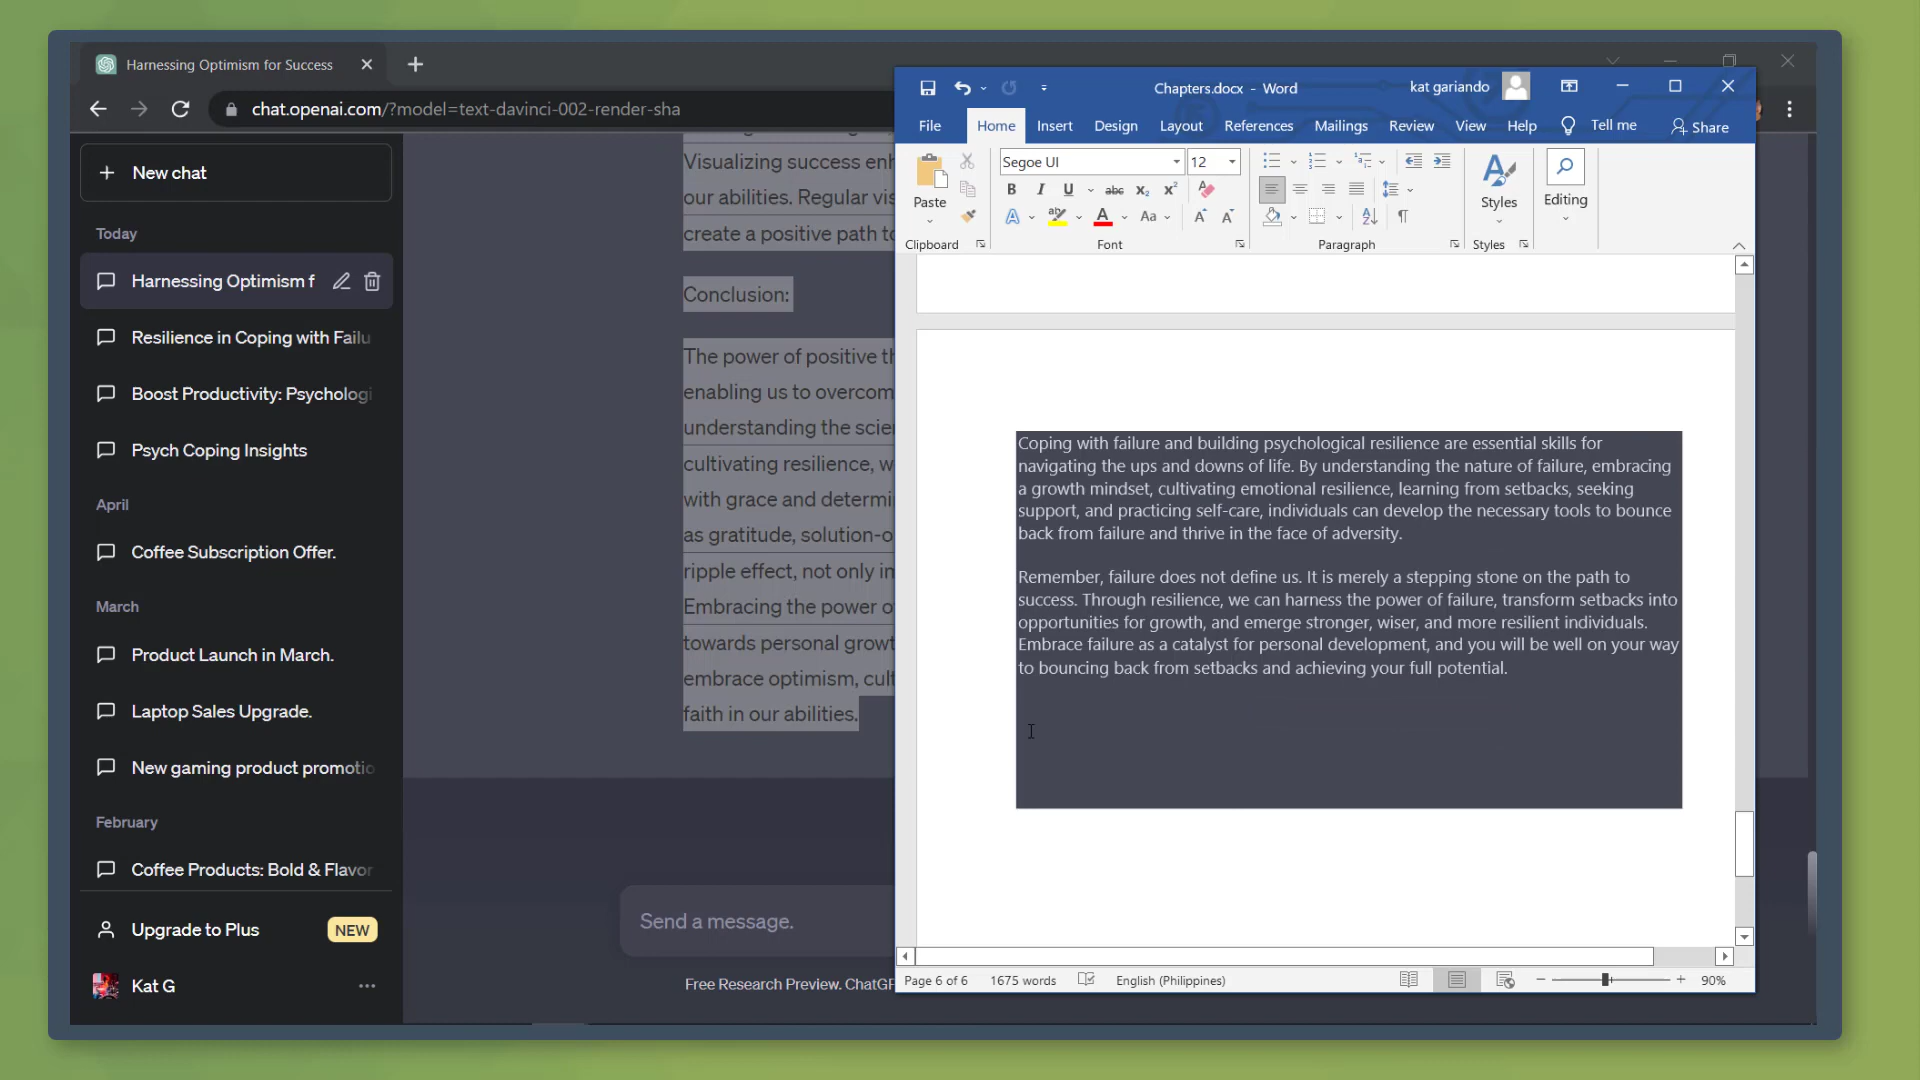 Harnessing Optimism for Success
chat.openai.com/?model=text-davinci-002-render-sha
New chat
Today
Harnessing Optimism f
Resilience in Coping with Failu
Boost Productivity: Psychologi
Psych Coping Insights
April
Coffee Subscription Offer.
March
Product Launch in March.
Laptop Sales Upgrade.
New gaming product promotio
February
Coffee Products: Bold & Flavor
Upgrade to Plus NEW
Kat G
Visualizing success enh
our abilities. Regular vis
create a positive path to
Conclusion:
The power of positive th
enabling us to overcom
understanding the scien
cultivating resilience, w
with grace and determi
as gratitude, solution-o
ripple effect, not only im
Embracing the power o
towards personal growt
embrace optimism, cult
faith in our abilities.
Send a message.
Free Research Preview. ChatGP
Chapters.docx - Word
kat gariando
File Home Insert Design Layout References Mailings Review View Help Tell me Share
Segoe UI 12
Paste
Styles
Editing
Clipboard Font Paragraph Styles
Coping with failure and building psychological resilience are essential skills for
navigating the ups and downs of life. By understanding the nature of failure, embracing
a growth mindset, cultivating emotional resilience, learning from setbacks, seeking
support, and practicing self-care, individuals can develop the necessary tools to bounce
back from failure and thrive in the face of adversity.
Remember, failure does not define us. It is merely a stepping stone on the path to
success. Through resilience, we can harness the power of failure, transform setbacks into
opportunities for growth, and emerge stronger, wiser, and more resilient individuals.
Embrace failure as a catalyst for personal development, and you will be well on your way
to bouncing back from setbacks and achieving your full potential.
Page 6 of 6 1675 words English (Philippines) 90%